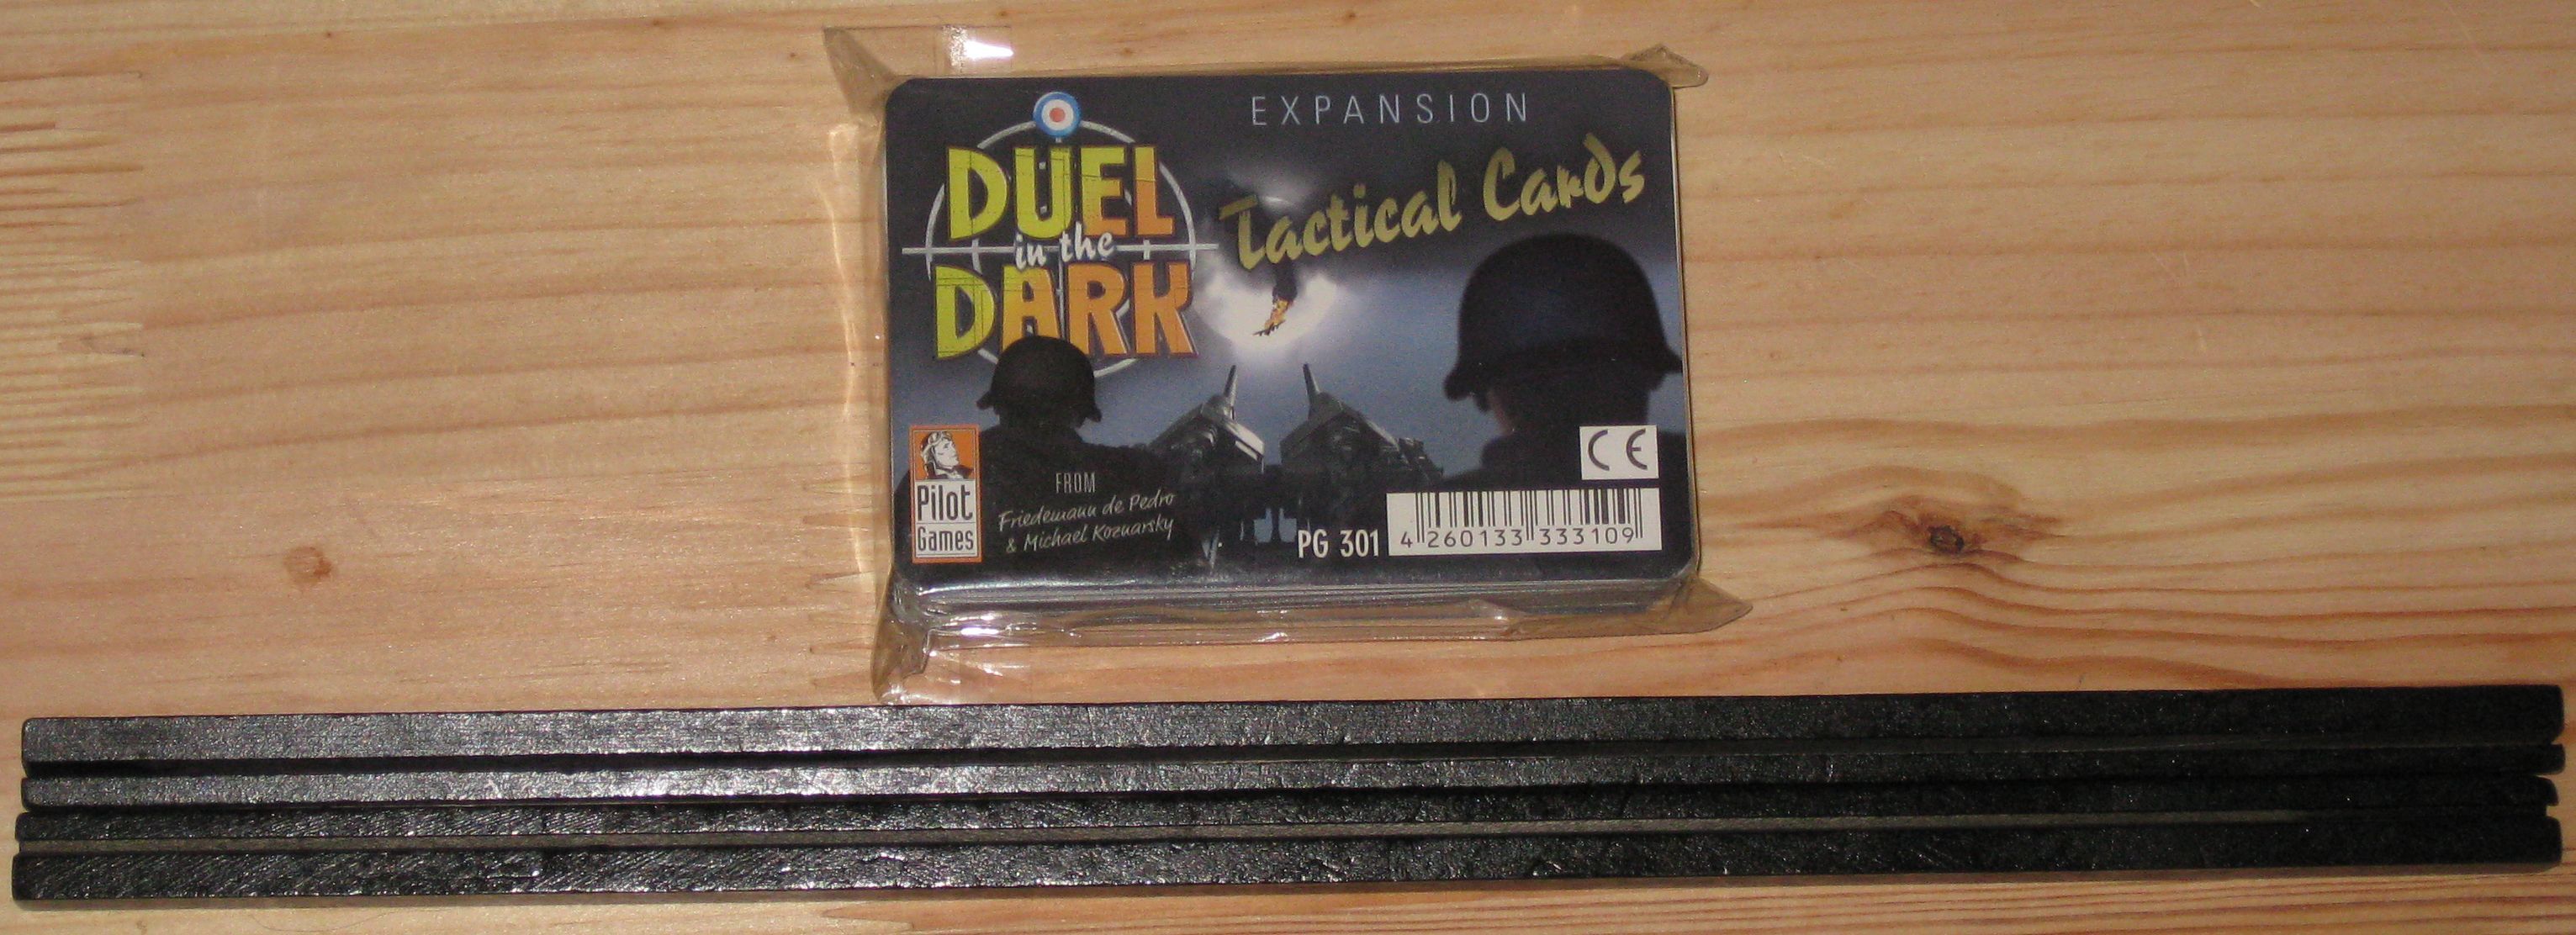 EXPANSION
DUEL
in the
DARK
Tactical Cards
CE
Pilot
Games
FROM
Friedemann de Pedro
& Michael Koznarsky
PG 301
4 260133 333109